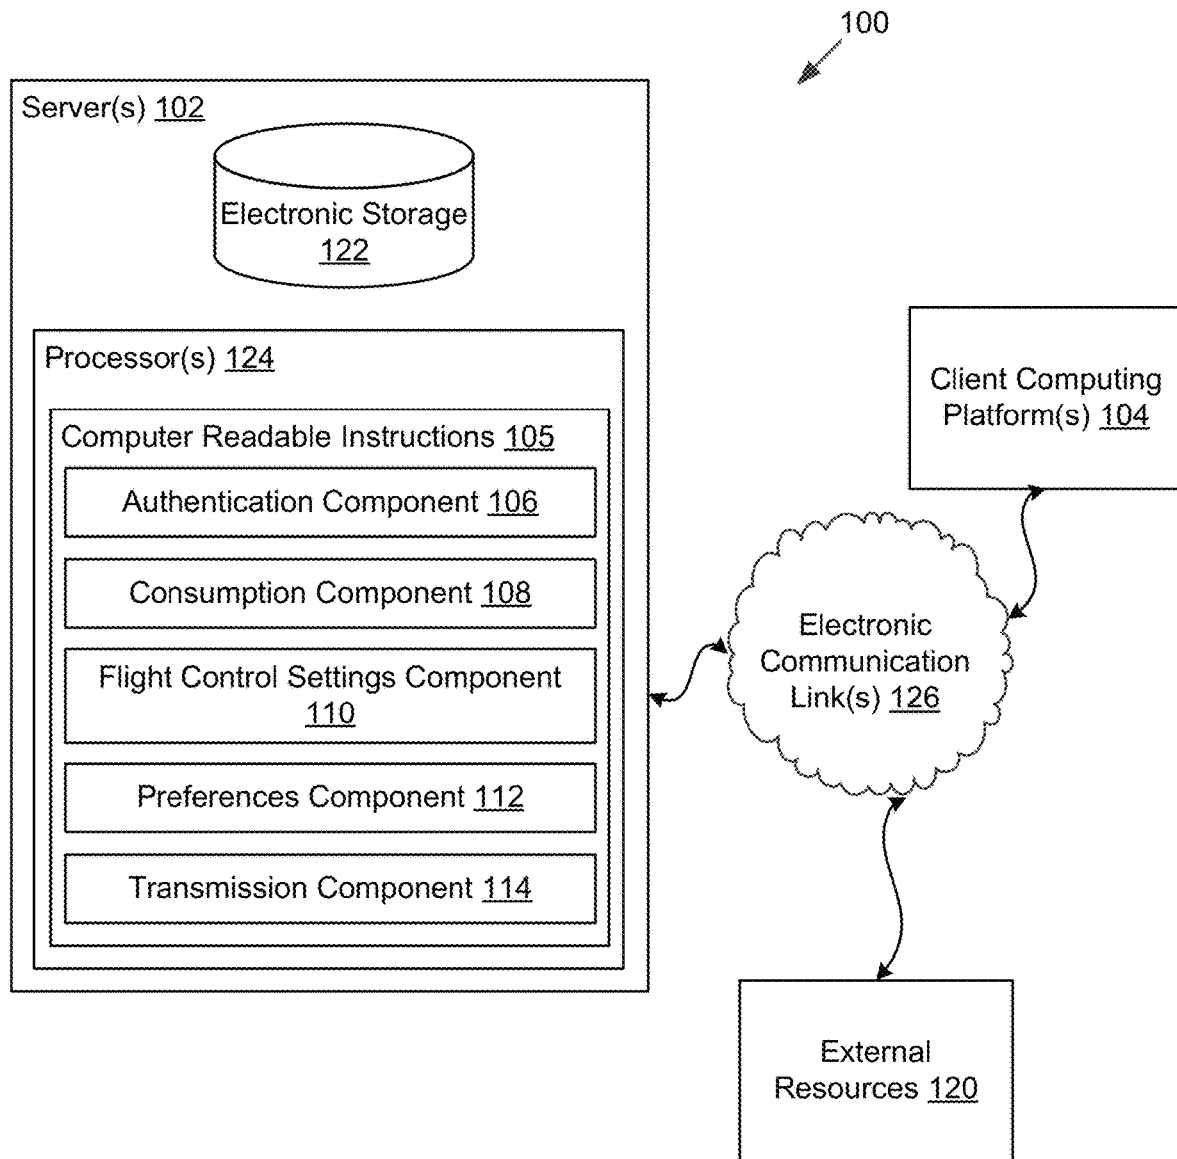 100
Server(s) 102
Electronic Storage
122
Processor(s) 124
Computer Readable Instructions 105
Authentication Component 106
Consumption Component 108
Flight Control Settings Component
110
Preferences Component 112
Transmission Component 114
Client Computing
Platform(s) 104
Electronic
Communication
Link(s) 126
External
Resources 120